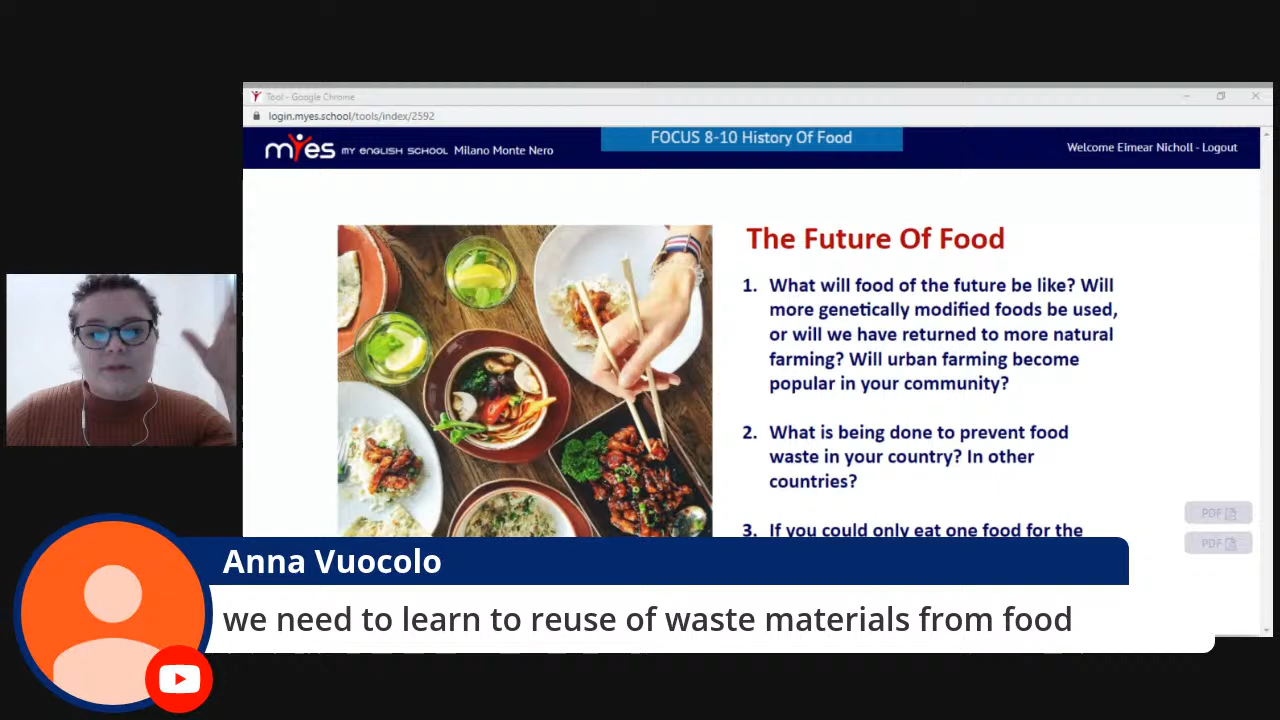 Tool - Google Chrome
login.myes.school/tools/index/2592
FOCUS 8-10 History Of Food
myes MY ENGLISH SCHOOL Milano Monte Nero
Welcome Eimear Nicholl - Logout
The Future Of Food
1. What will food of the future be like? Will
more genetically modified foods be used,
or will we have returned to more natural
farming? Will urban farming become
popular in your community?
2. What is being done to prevent food
waste in your country? In other
countries?
3. If you could only eat one food for the
PDF
PDF
Anna Vuocolo
we need to learn to reuse of waste materials from food